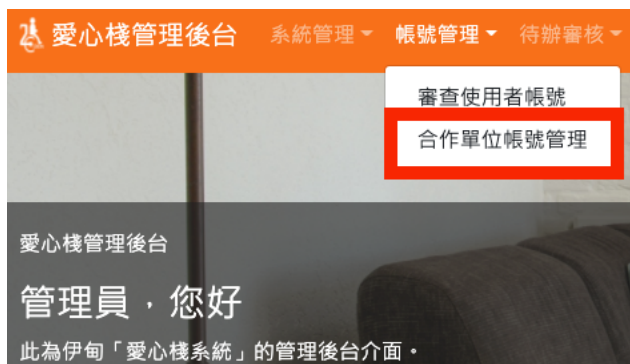 愛心棧管理後台 系統管理 帳號管理 待辦審核
審查使用者帳號
合作單位帳號管理
愛心棧管理後台
管理員，您好
此為伊甸「愛心棧系統」的管理後台介面。